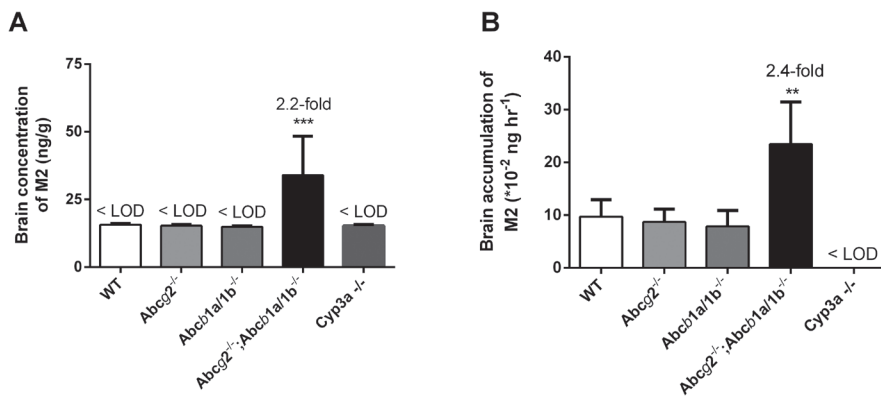 A
Brain concentration
of M2 (ng/g)
75
50
25
0
< LOD
< LOD
< LOD
2.2-fold
***
< LOD
WT
Abcg2-/-
Abcb1a/1b-/-
Abcg2-/-;Abcb1a/1b-/-
Cyp3a -/-
B
Brain accumulation of
M2 (*10-2 ng hr-1)
40
30
20
10
0
2.4-fold
**
< LOD
WT
Abcg2-/-
Abcb1a/1b-/-
Abcg2-/-;Abcb1a/1b-/-
Cyp3a -/-